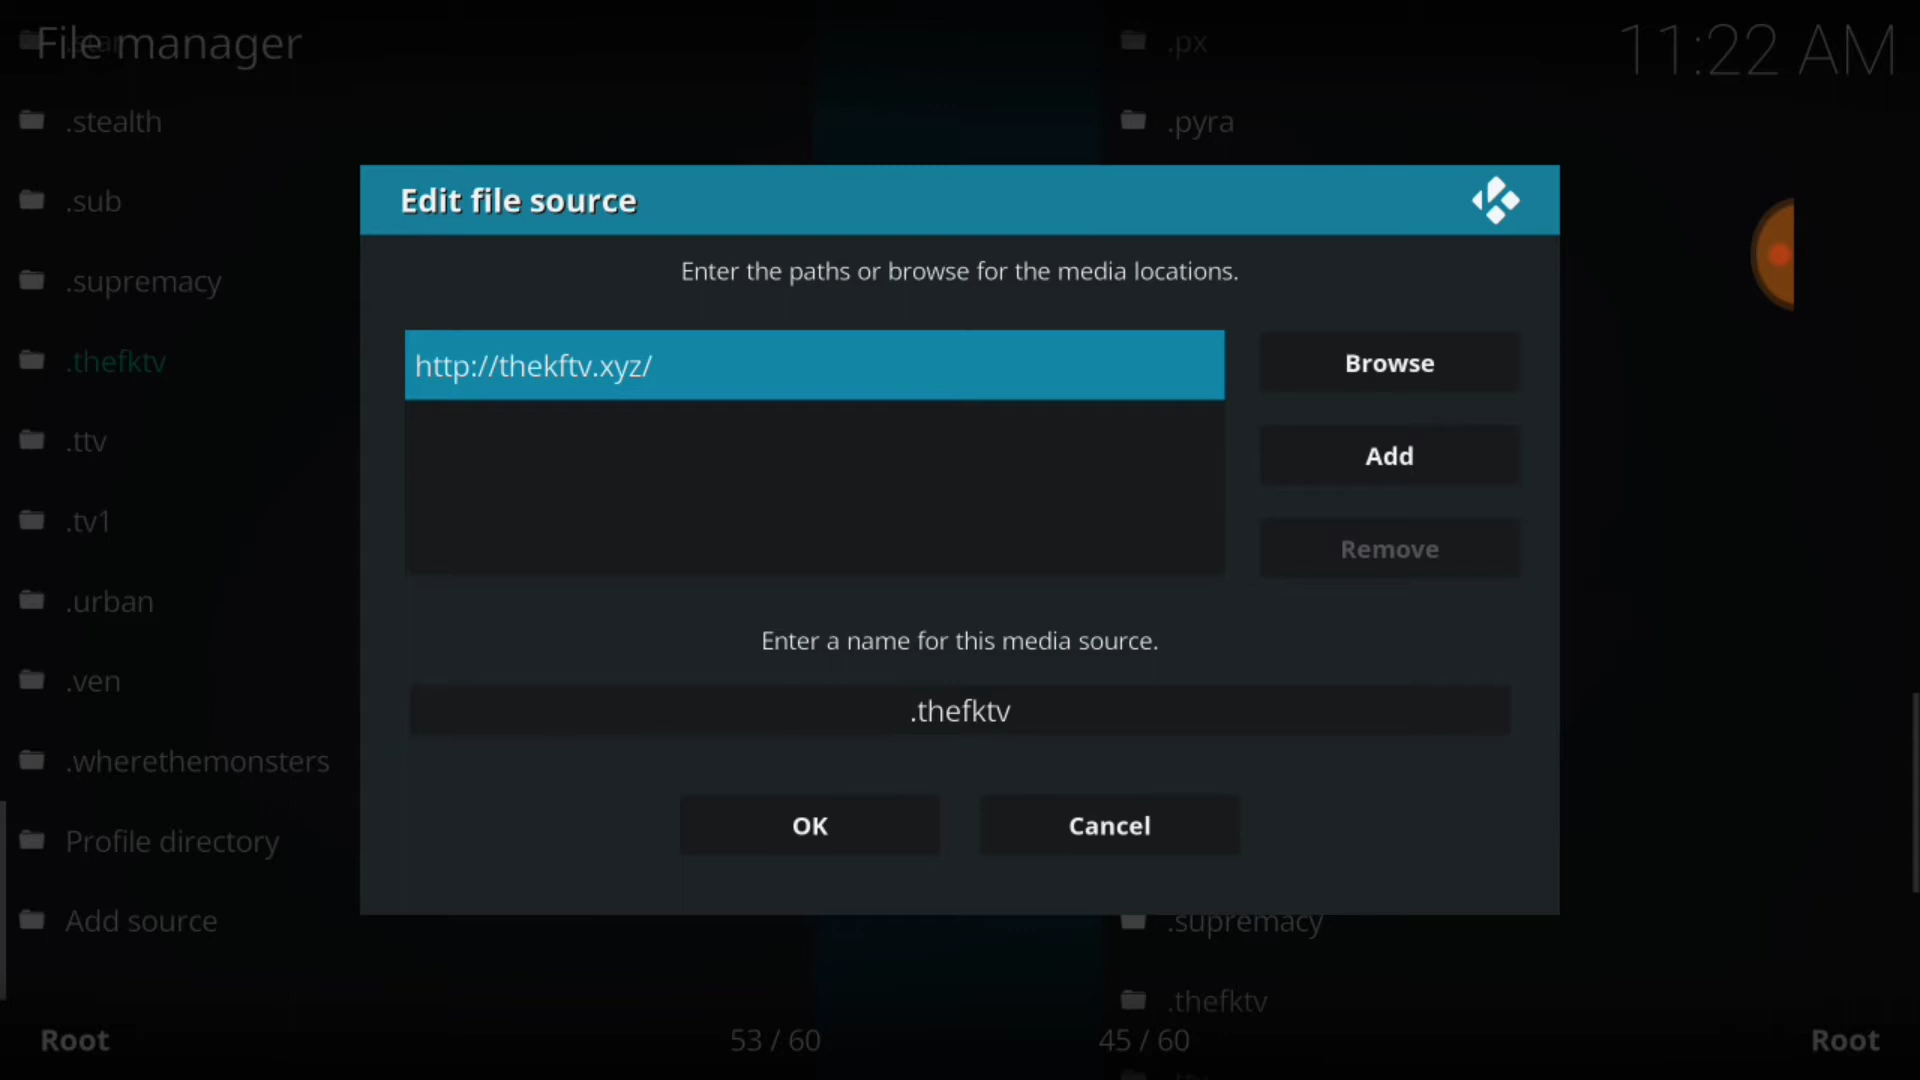 File manager
.star
.px
11:22 AM
.stealth
.pyra
.sub
.supremacy
.thefktv
.ttv
.tv1
.urban
.ven
.wherethemonsters
Profile directory
Add source
Edit file source
Enter the paths or browse for the media locations.
http://thekftv.xyz/
Browse
Add
Remove
Enter a name for this media source.
.thefktv
OK
Cancel
.supremacy
.thefktv
Root
53 / 60
45 / 60
Root